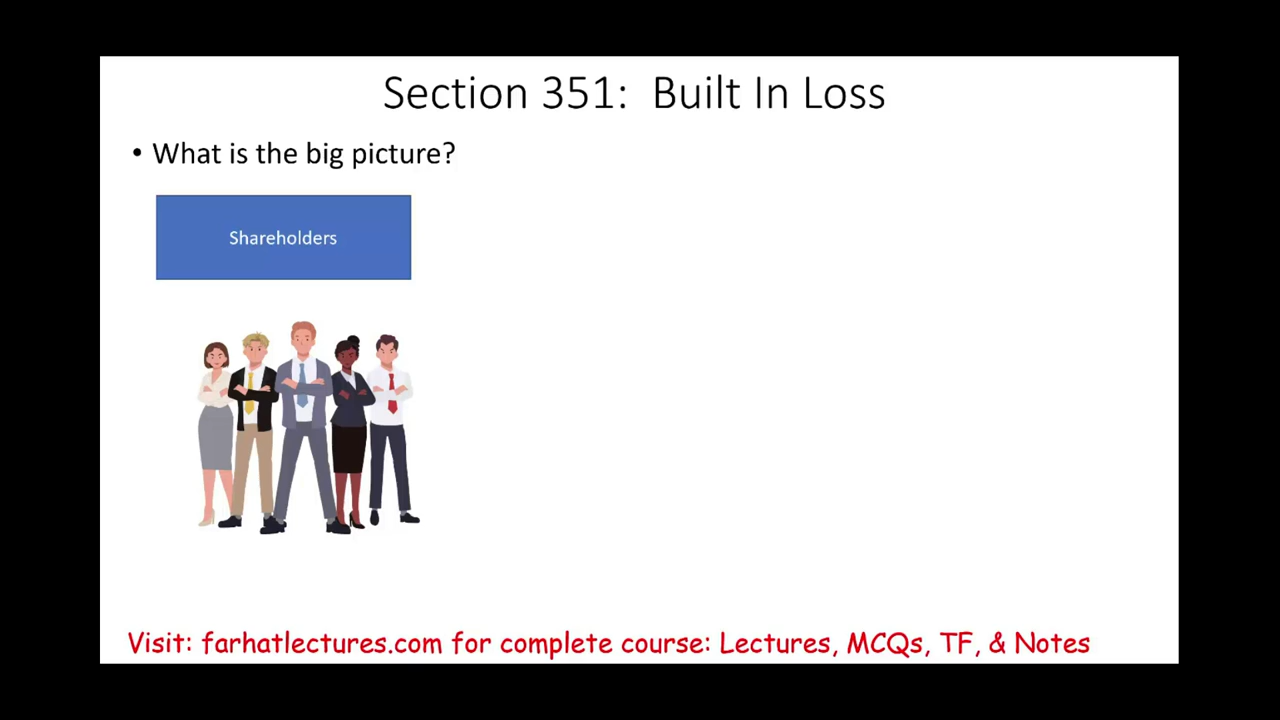 Section 351: Built In Loss
• What is the big picture?
Shareholders
Visit: farhatlectures.com for complete course: Lectures, MCQs, TF, & Notes